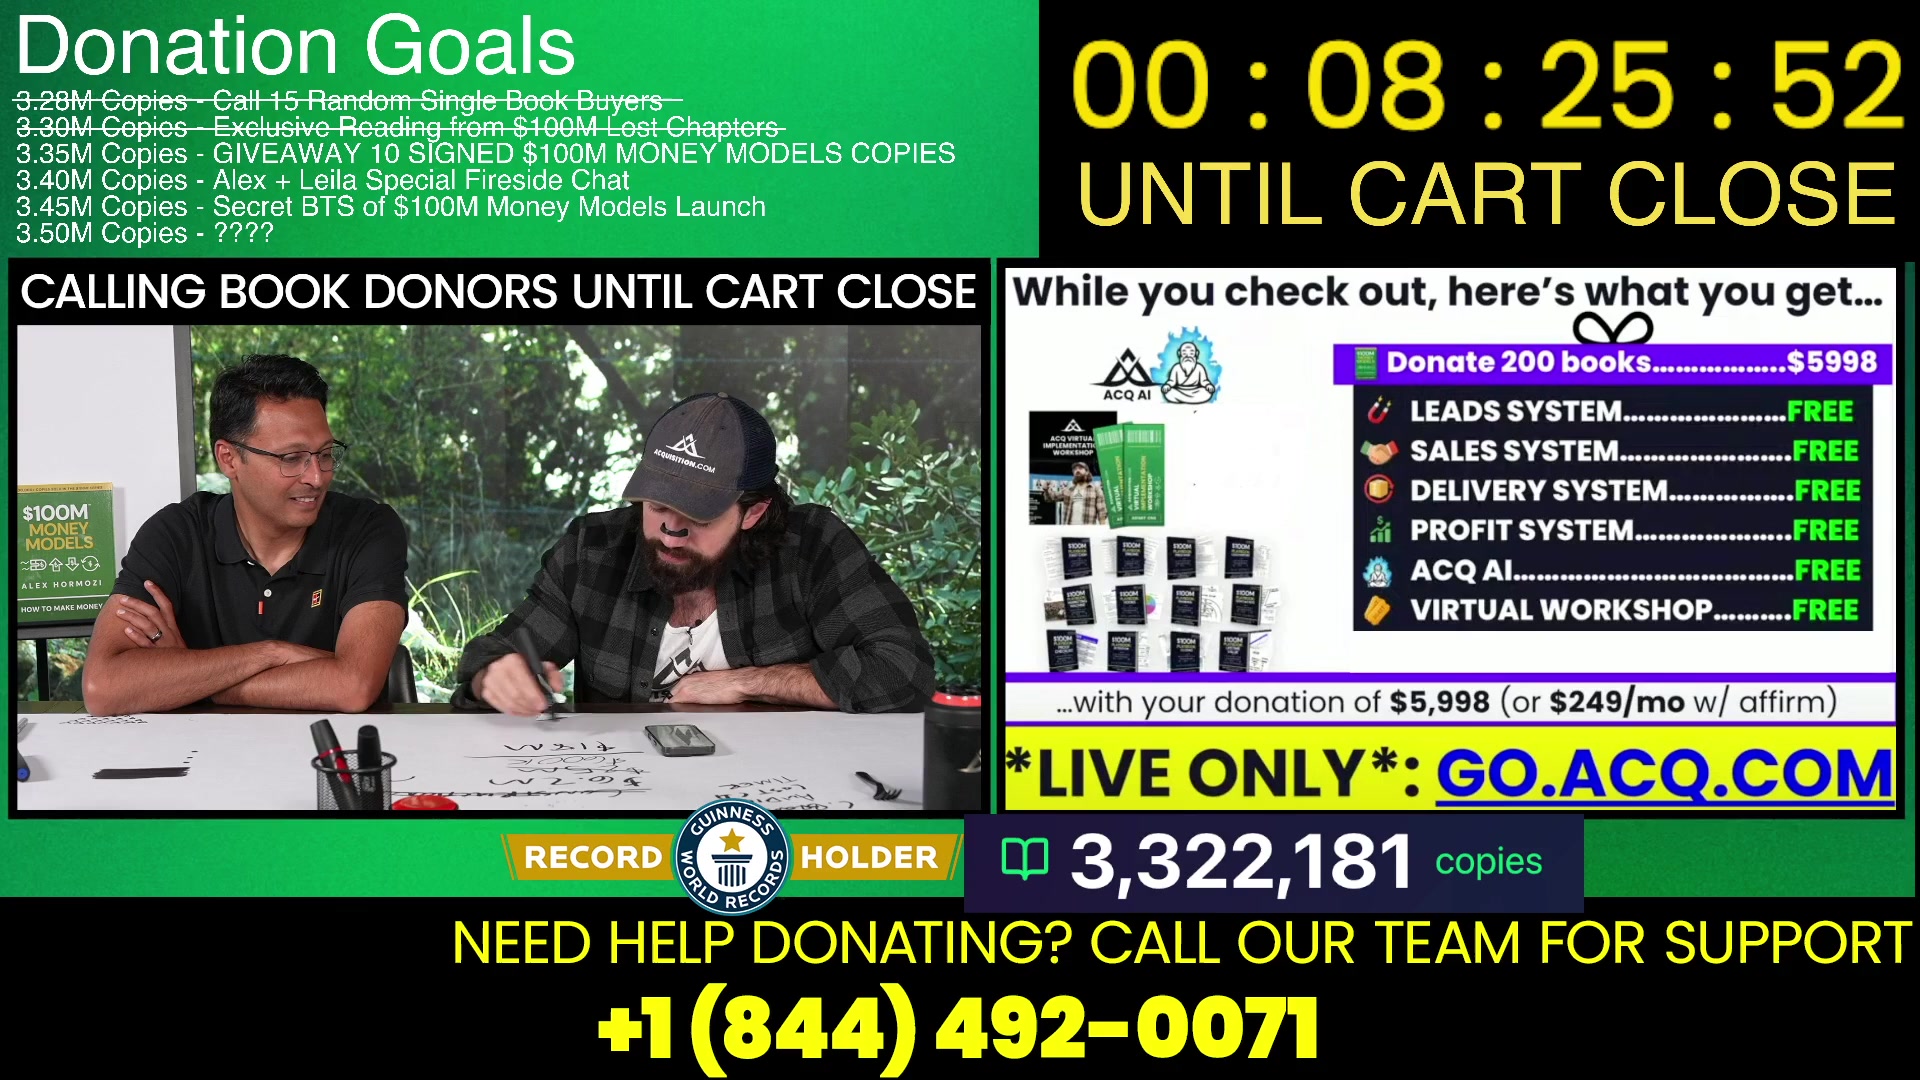 Donation Goals
3.28M Copies - Call 15 Random Single Book Buyers
3.30M Copies - Exclusive Reading from $100M Lost Chapters
3.35M Copies - GIVEAWAY 10 SIGNED $100M MONEY MODELS COPIES
3.40M Copies - Alex + Leila Special Fireside Chat
3.45M Copies - Secret BTS of $100M Money Models Launch
3.50M Copies - ????
00 : 08 : 25 : 52
UNTIL CART CLOSE
CALLING BOOK DONORS UNTIL CART CLOSE
$100M
MONEY
MODELS
ALEX HORMOZI
HOW TO MAKE MONEY
ACQUISITION.COM
While you check out, here's what you get...
ACQ AI
ACQ VIRTUAL
WORKSHOP
Donate 200 books..................$5998
LEADS SYSTEM.......................FREE
SALES SYSTEM........................FREE
DELIVERY SYSTEM.................FREE
PROFIT SYSTEM.....................FREE
ACQ AI......................................FREE
VIRTUAL WORKSHOP..........FREE
...with your donation of $5,998 (or $249/mo w/ affirm)
*LIVE ONLY*: GO.ACQ.COM
RECORD
GUINNESS
WORLD RECORDS
HOLDER
3,322,181 copies
NEED HELP DONATING? CALL OUR TEAM FOR SUPPORT
+1 (844) 492-0071